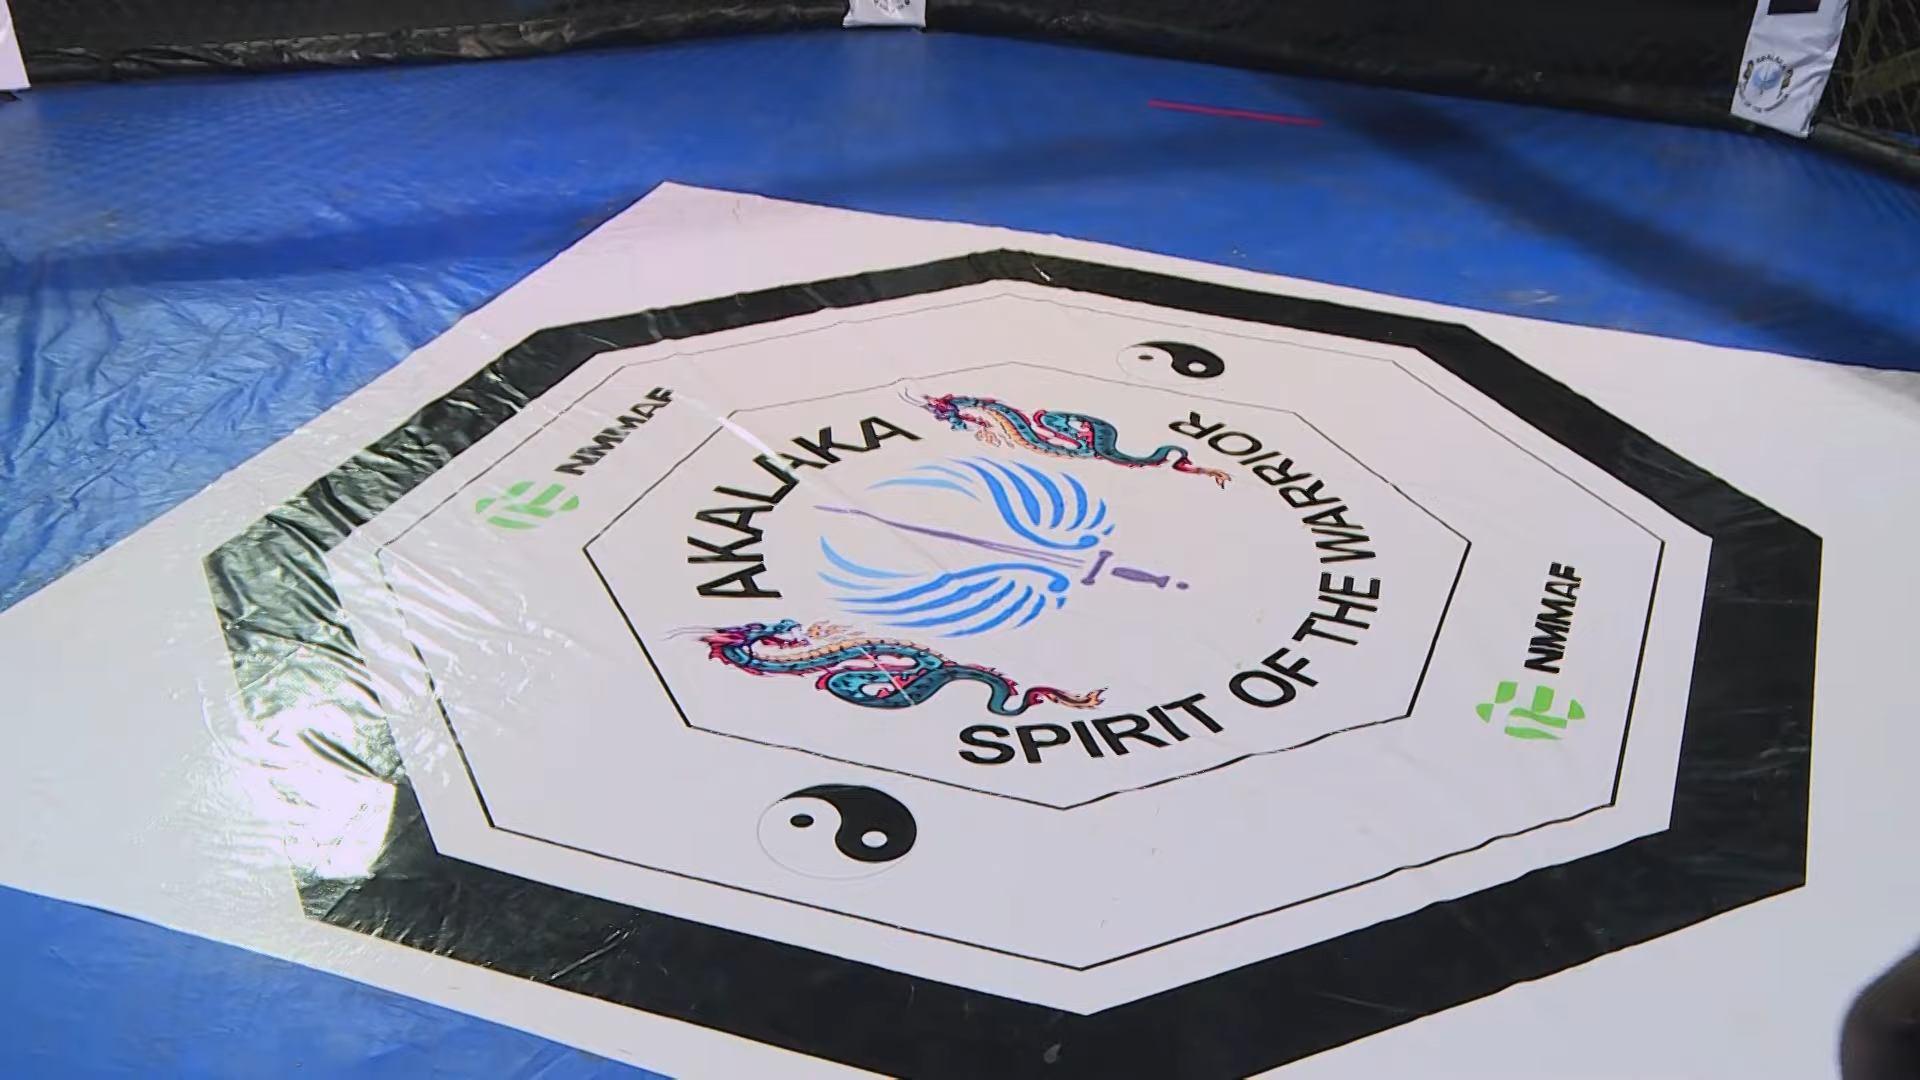 AKALAKA
SPIRIT OF THE WARRIOR
NMMAF
NMMAF